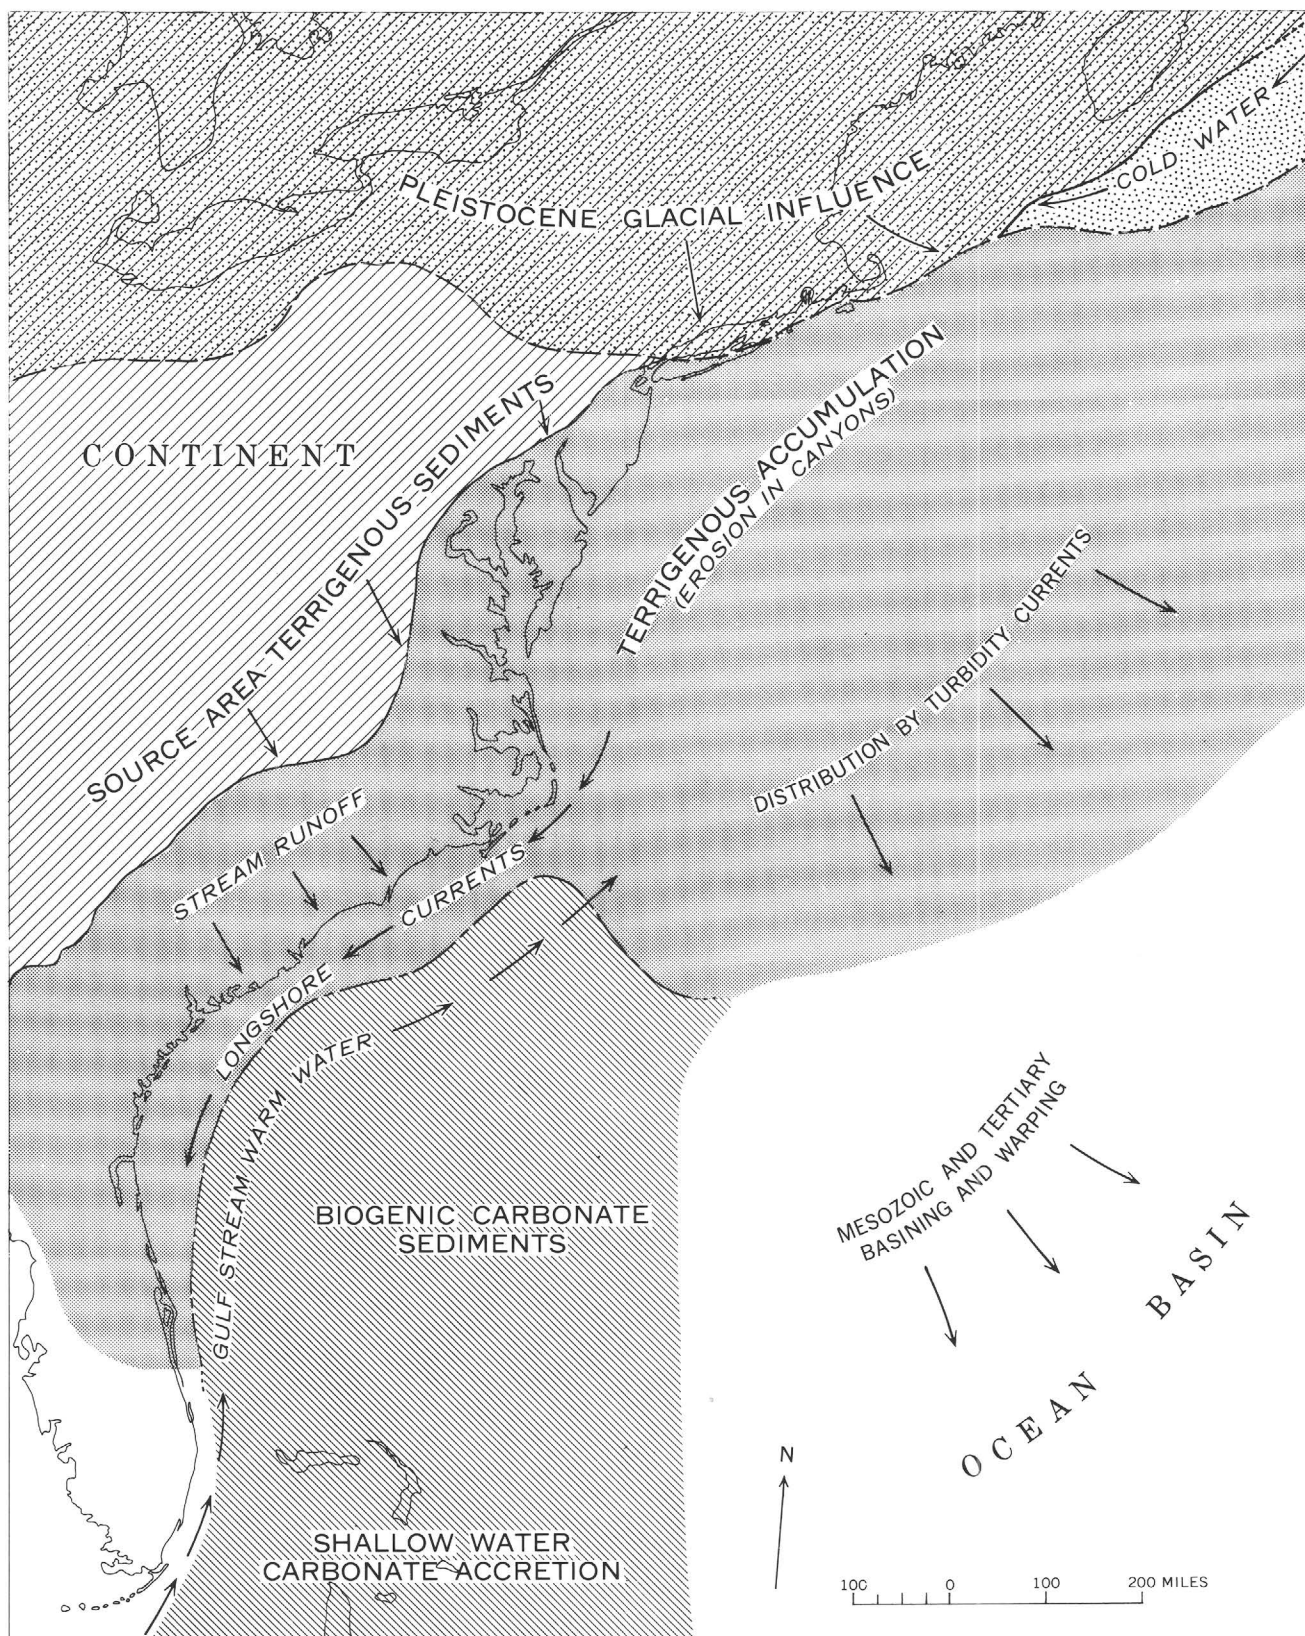 COLD WATER
PLEISTOCENE GLACIAL INFLUENCE
CONTINENT
SOURCE AREA TERRIGENOUS SEDIMENTS
TERRIGENOUS ACCUMULATION
(EROSION IN CANYONS)
DISTRIBUTION BY TURBIDITY CURRENTS
STREAM RUNOFF
LONGSHORE CURRENTS
GULF STREAM WARM WATER
BIOGENIC CARBONATE
SEDIMENTS
MESOZOIC AND TERTIARY
BASINING AND WARPING
OCEAN BASIN
SHALLOW WATER
CARBONATE ACCRETION
N
100 0 100 200 MILES